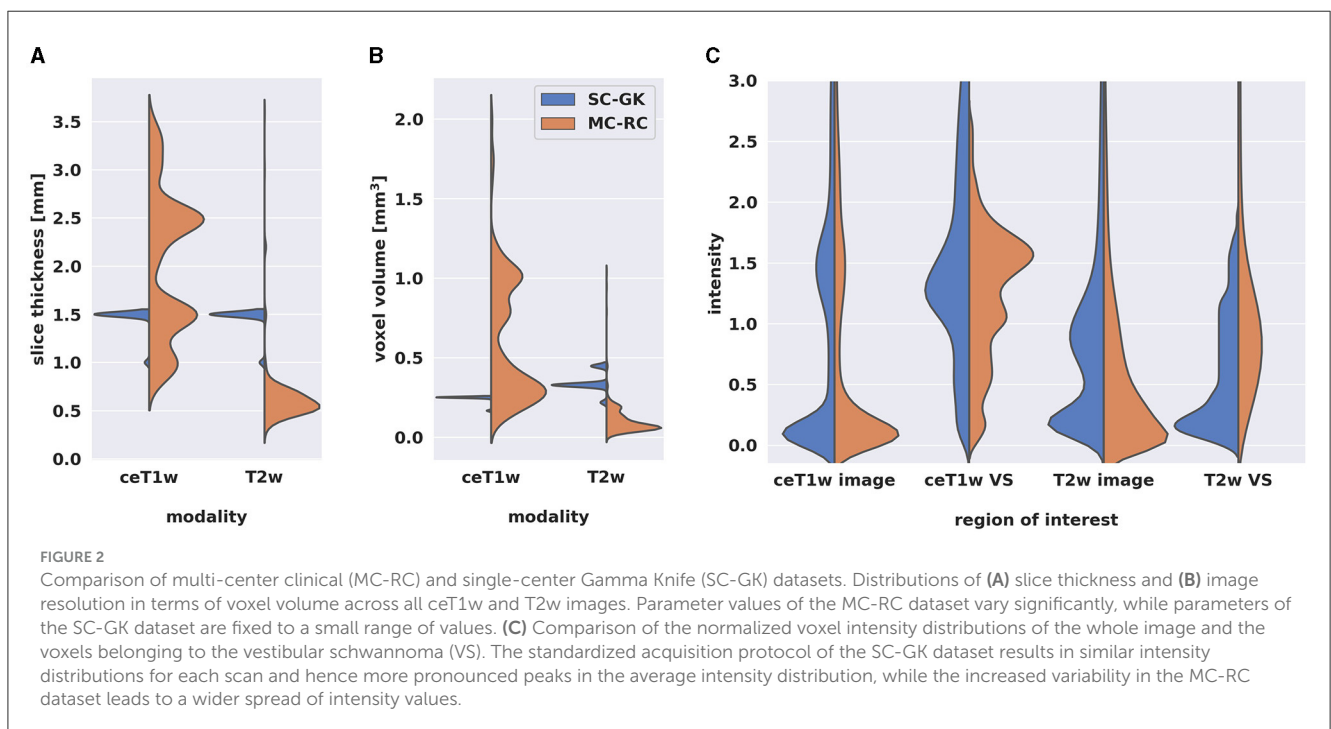 A
B
C
slice thickness [mm]
3.5
3.0
2.5
2.0
1.5
1.0
0.5
0.0
ceT1w
T2w
modality
voxel volume [mm³]
2.0
1.5
1.0
0.5
0.0
SC-GK
MC-RC
ceT1w
T2w
modality
intensity
3.0
2.5
2.0
1.5
1.0
0.5
0.0
ceT1w image
ceT1w VS
T2w image
T2w VS
region of interest
FIGURE 2
Comparison of multi-center clinical (MC-RC) and single-center Gamma Knife (SC-GK) datasets. Distributions of (A) slice thickness and (B) image
resolution in terms of voxel volume across all ceT1w and T2w images. Parameter values of the MC-RC dataset vary significantly, while parameters of
the SC-GK dataset are fixed to a small range of values. (C) Comparison of the normalized voxel intensity distributions of the whole image and the
voxels belonging to the vestibular schwannoma (VS). The standardized acquisition protocol of the SC-GK dataset results in similar intensity
distributions for each scan and hence more pronounced peaks in the average intensity distribution, while the increased variability in the MC-RC
dataset leads to a wider spread of intensity values.